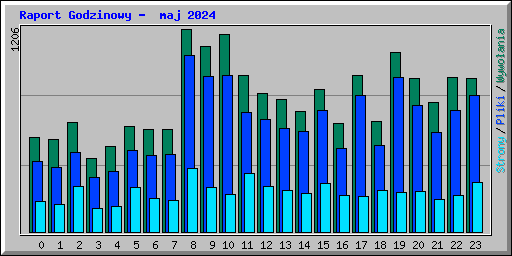 Raport Godzinowy - maj 2024
1206
Strony / Pliki / Wywolania
0 1 2 3 4 5 6 7 8 9 10 11 12 13 14 15 16 17 18 19 20 21 22 23